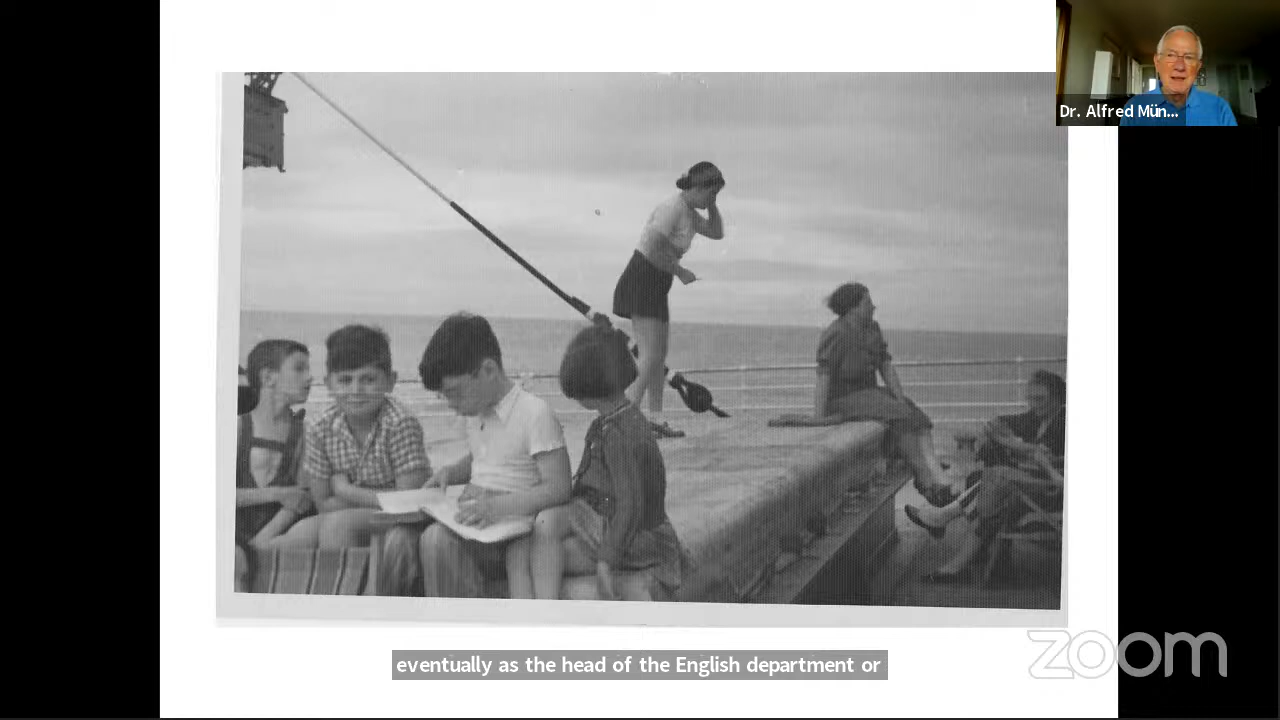 Dr. Alfred Mün...
eventually as the head of the English department or
zoom